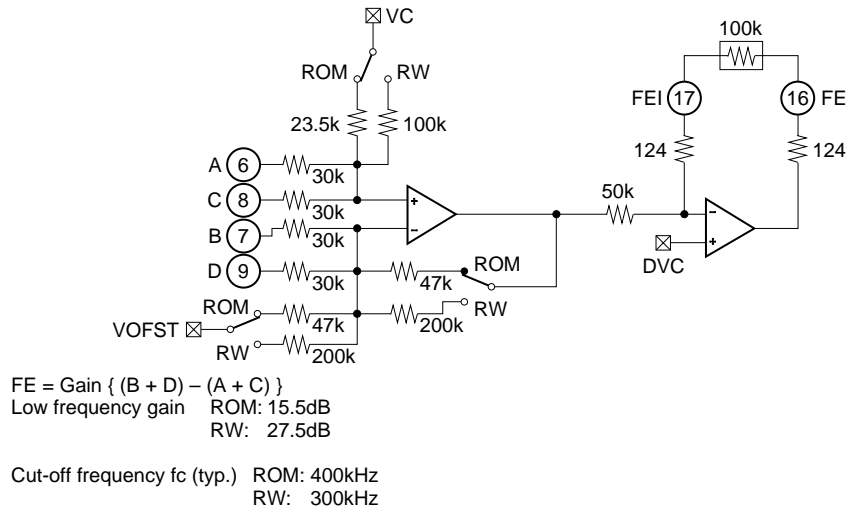 VC
100k
ROM
RW
FEI
17
16
FE
23.5k
100k
124
124
A
6
30k
C
8
30k
+
50k
B
7
30k
−
−
+
D
9
30k
47k
ROM
DVC
ROM
47k
200k
RW
VOFST
RW
200k
FE = Gain { (B + D) – (A + C) }
Low frequency gain ROM: 15.5dB
RW: 27.5dB
Cut-off frequency fc (typ.) ROM: 400kHz
RW: 300kHz